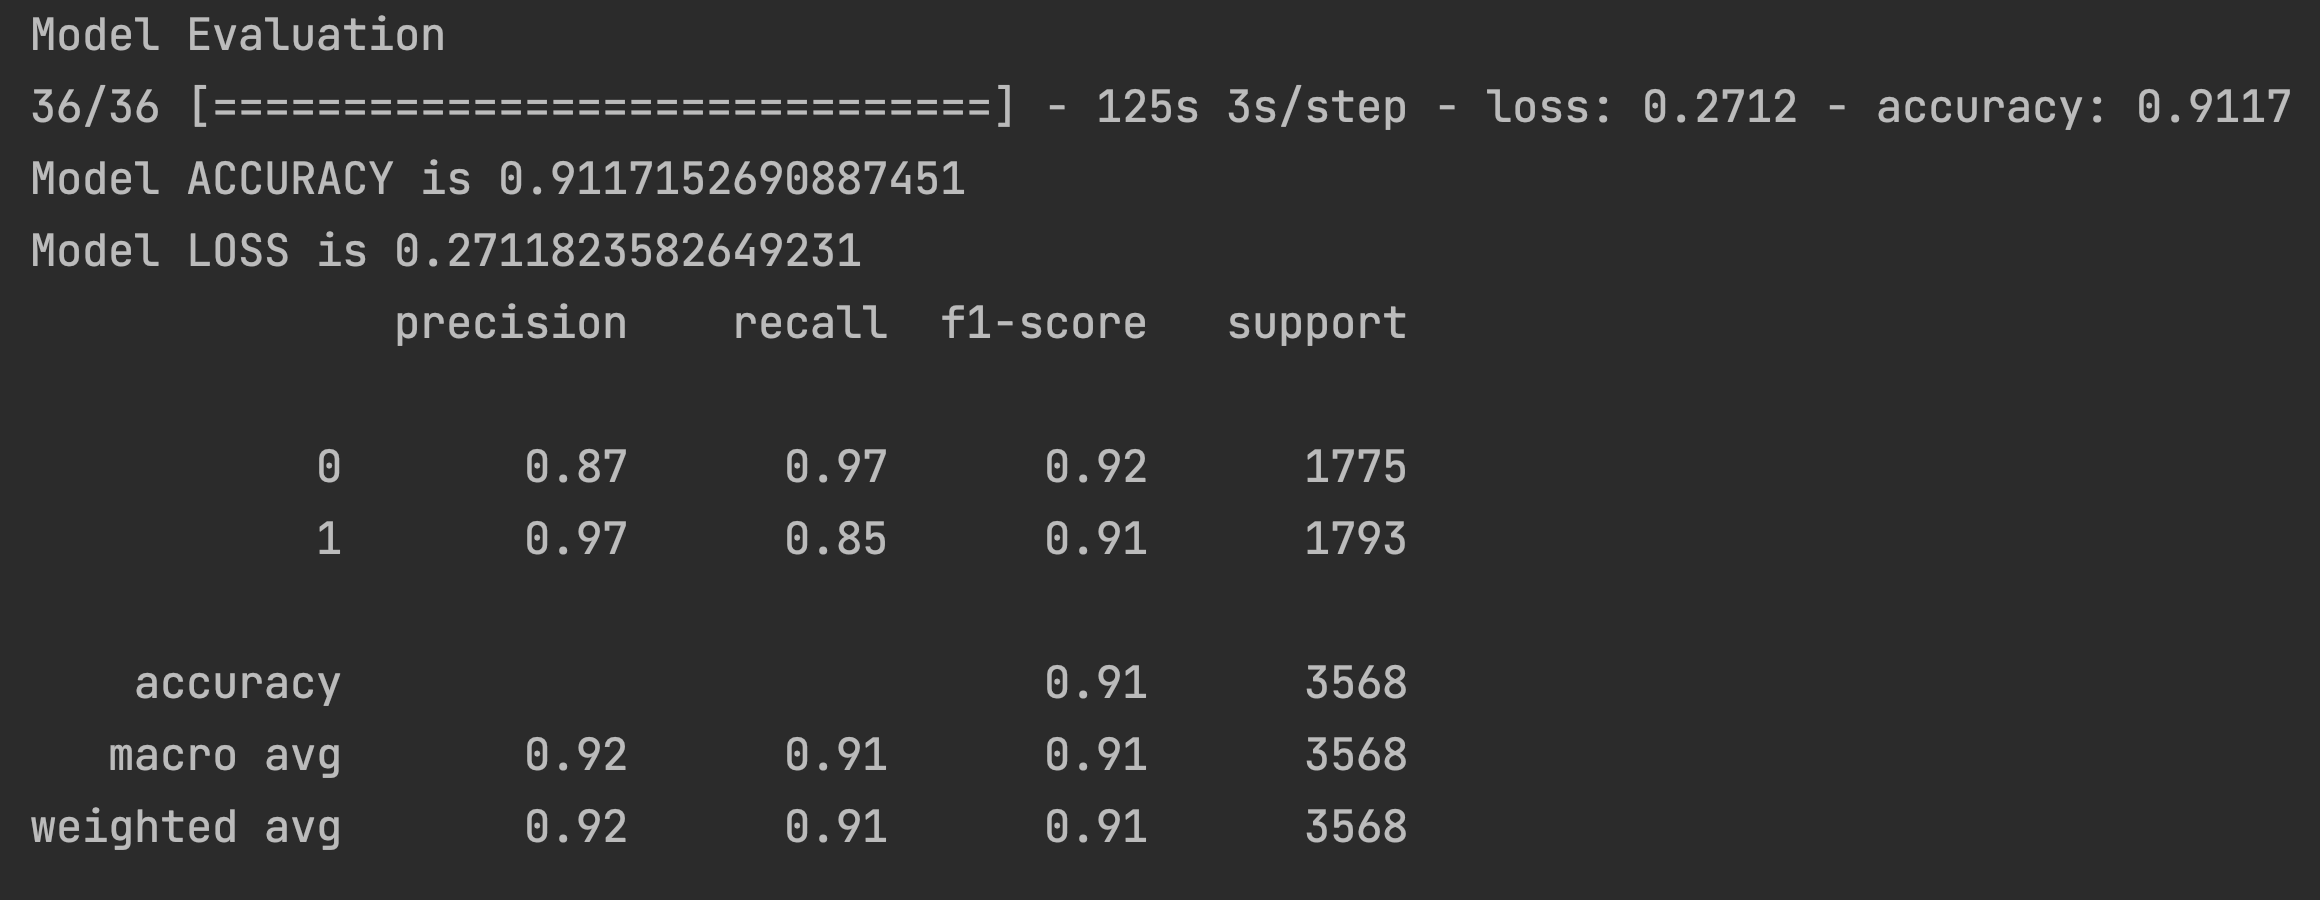 Model Evaluation
36/36 [==============================] - 125s 3s/step - loss: 0.2712 - accuracy: 0.9117
Model ACCURACY is 0.9117152690887451
Model LOSS is 0.2711823582649231
              precision    recall  f1-score   support

           0       0.87      0.97      0.92      1775
           1       0.97      0.85      0.91      1793

    accuracy                           0.91      3568
   macro avg       0.92      0.91      0.91      3568
weighted avg       0.92      0.91      0.91      3568